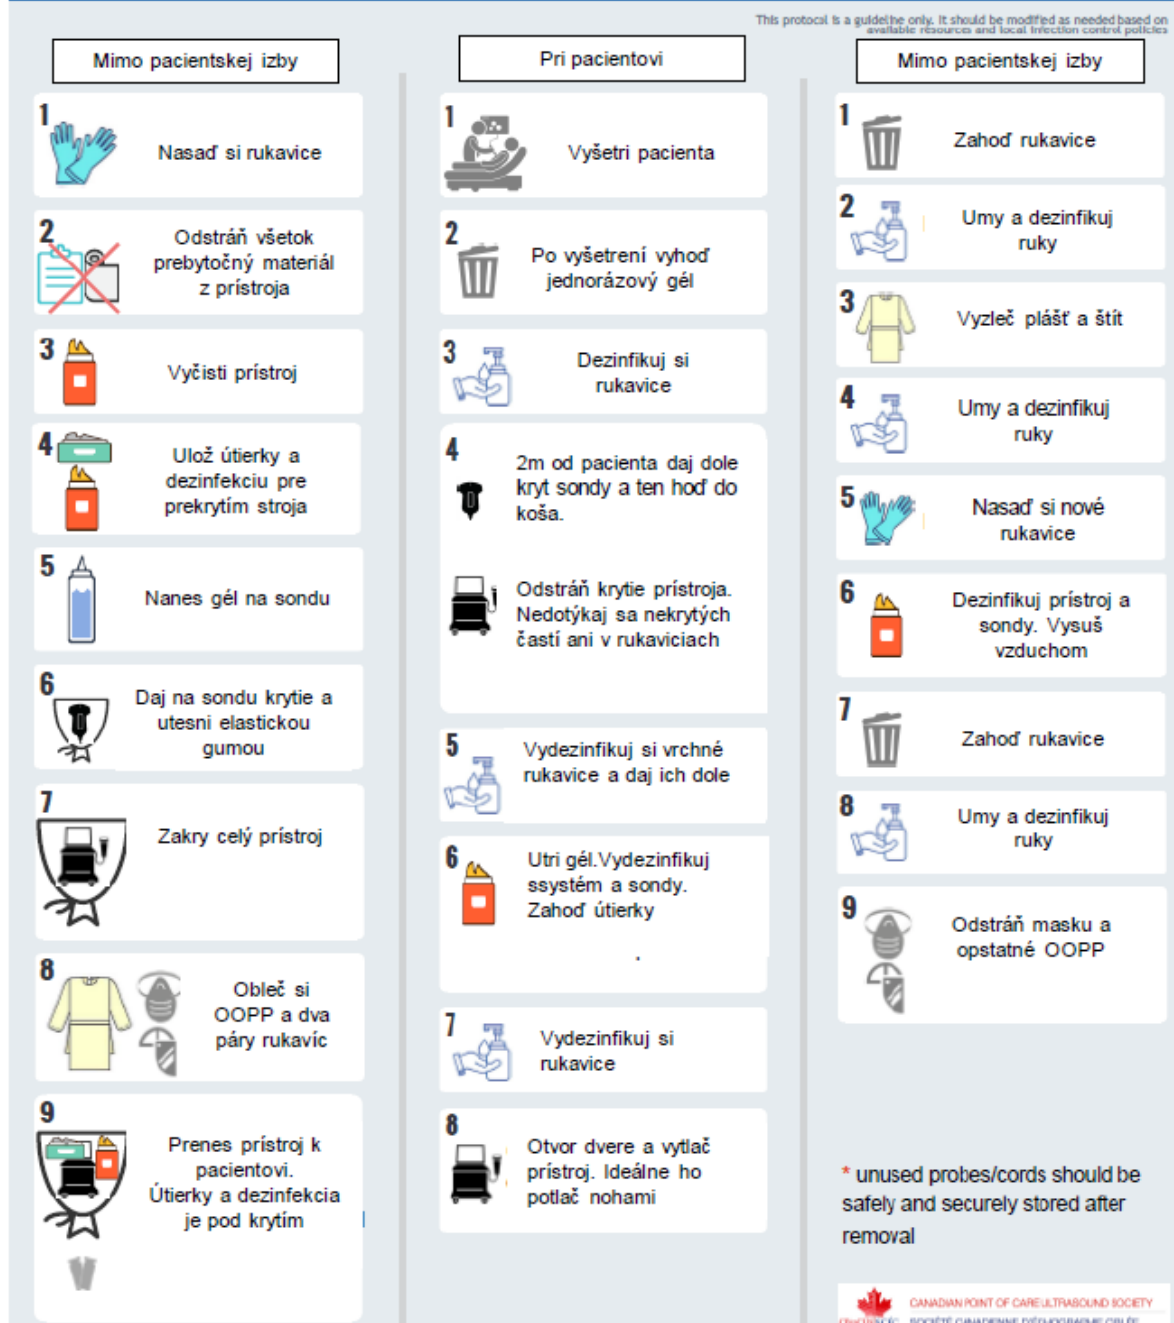 This protocol is a guideline only. It should be modified as needed based on
available resources and local infection control policies
Mimo pacientskej izby
1
Nasaď si rukavice
2
Odstráň všetok
prebytočný materiál
z prístroja
3
Vyčisti prístroj
4
Ulož útierky a
dezinfekciu pre
prekrytím stroja
5
Nanes gél na sondu
6
Daj na sondu krytie a
utesni elastickou
gumou
7
Zakry celý prístroj
8
Obleč si
OOPP a dva
páry rukavíc
9
Prenes prístroj k
pacientovi.
Útierky a dezinfekcia
je pod krytím
Pri pacientovi
1
Vyšetri pacienta
2
Po vyšetrení vyhoď
jednorázový gél
3
Dezinfikuj si
rukavice
4
2m od pacienta daj dole
kryt sondy a ten hoď do
koša.
Odstráň krytie prístroja.
Nedotýkaj sa nekrytých
častí ani v rukaviciach
5
Vydezinfikuj si vrchné
rukavice a daj ich dole
6
Utri gél.Vydezinfikuj
ssystém a sondy.
Zahoď útierky
7
Vydezinfikuj si
rukavice
8
Otvor dvere a vytlač
prístroj. Ideálne ho
potlač nohami
Mimo pacientskej izby
1
Zahoď rukavice
2
Umy a dezinfikuj
ruky
3
Vyzleč plášť a štít
4
Umy a dezinfikuj
ruky
5
Nasaď si nové
rukavice
6
Dezinfikuj prístroj a
sondy. Vysuš
vzduchom
7
Zahoď rukavice
8
Umy a dezinfikuj
ruky
9
Odstráň masku a
opstatné OOPP
* unused probes/cords should be
safely and securely stored after
removal
CANADIAN POINT OF CARE ULTRASOUND SOCIETY